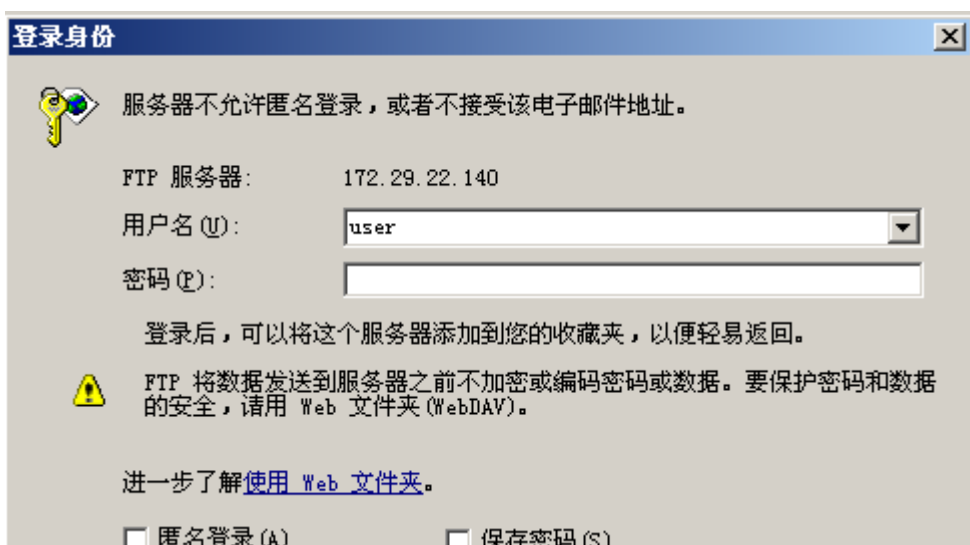 登录身份
服务器不允许匿名登录，或者不接受该电子邮件地址。
FTP 服务器: 172.29.22.140
用户名(U): user
密码(P):
登录后，可以将这个服务器添加到您的收藏夹，以便轻易返回。
FTP 将数据发送到服务器之前不加密或编码密码或数据。要保护密码和数据
的安全，请用 Web 文件夹(WebDAV)。
进一步了解使用 Web 文件夹。
匿名登录(A) 保存密码(S)